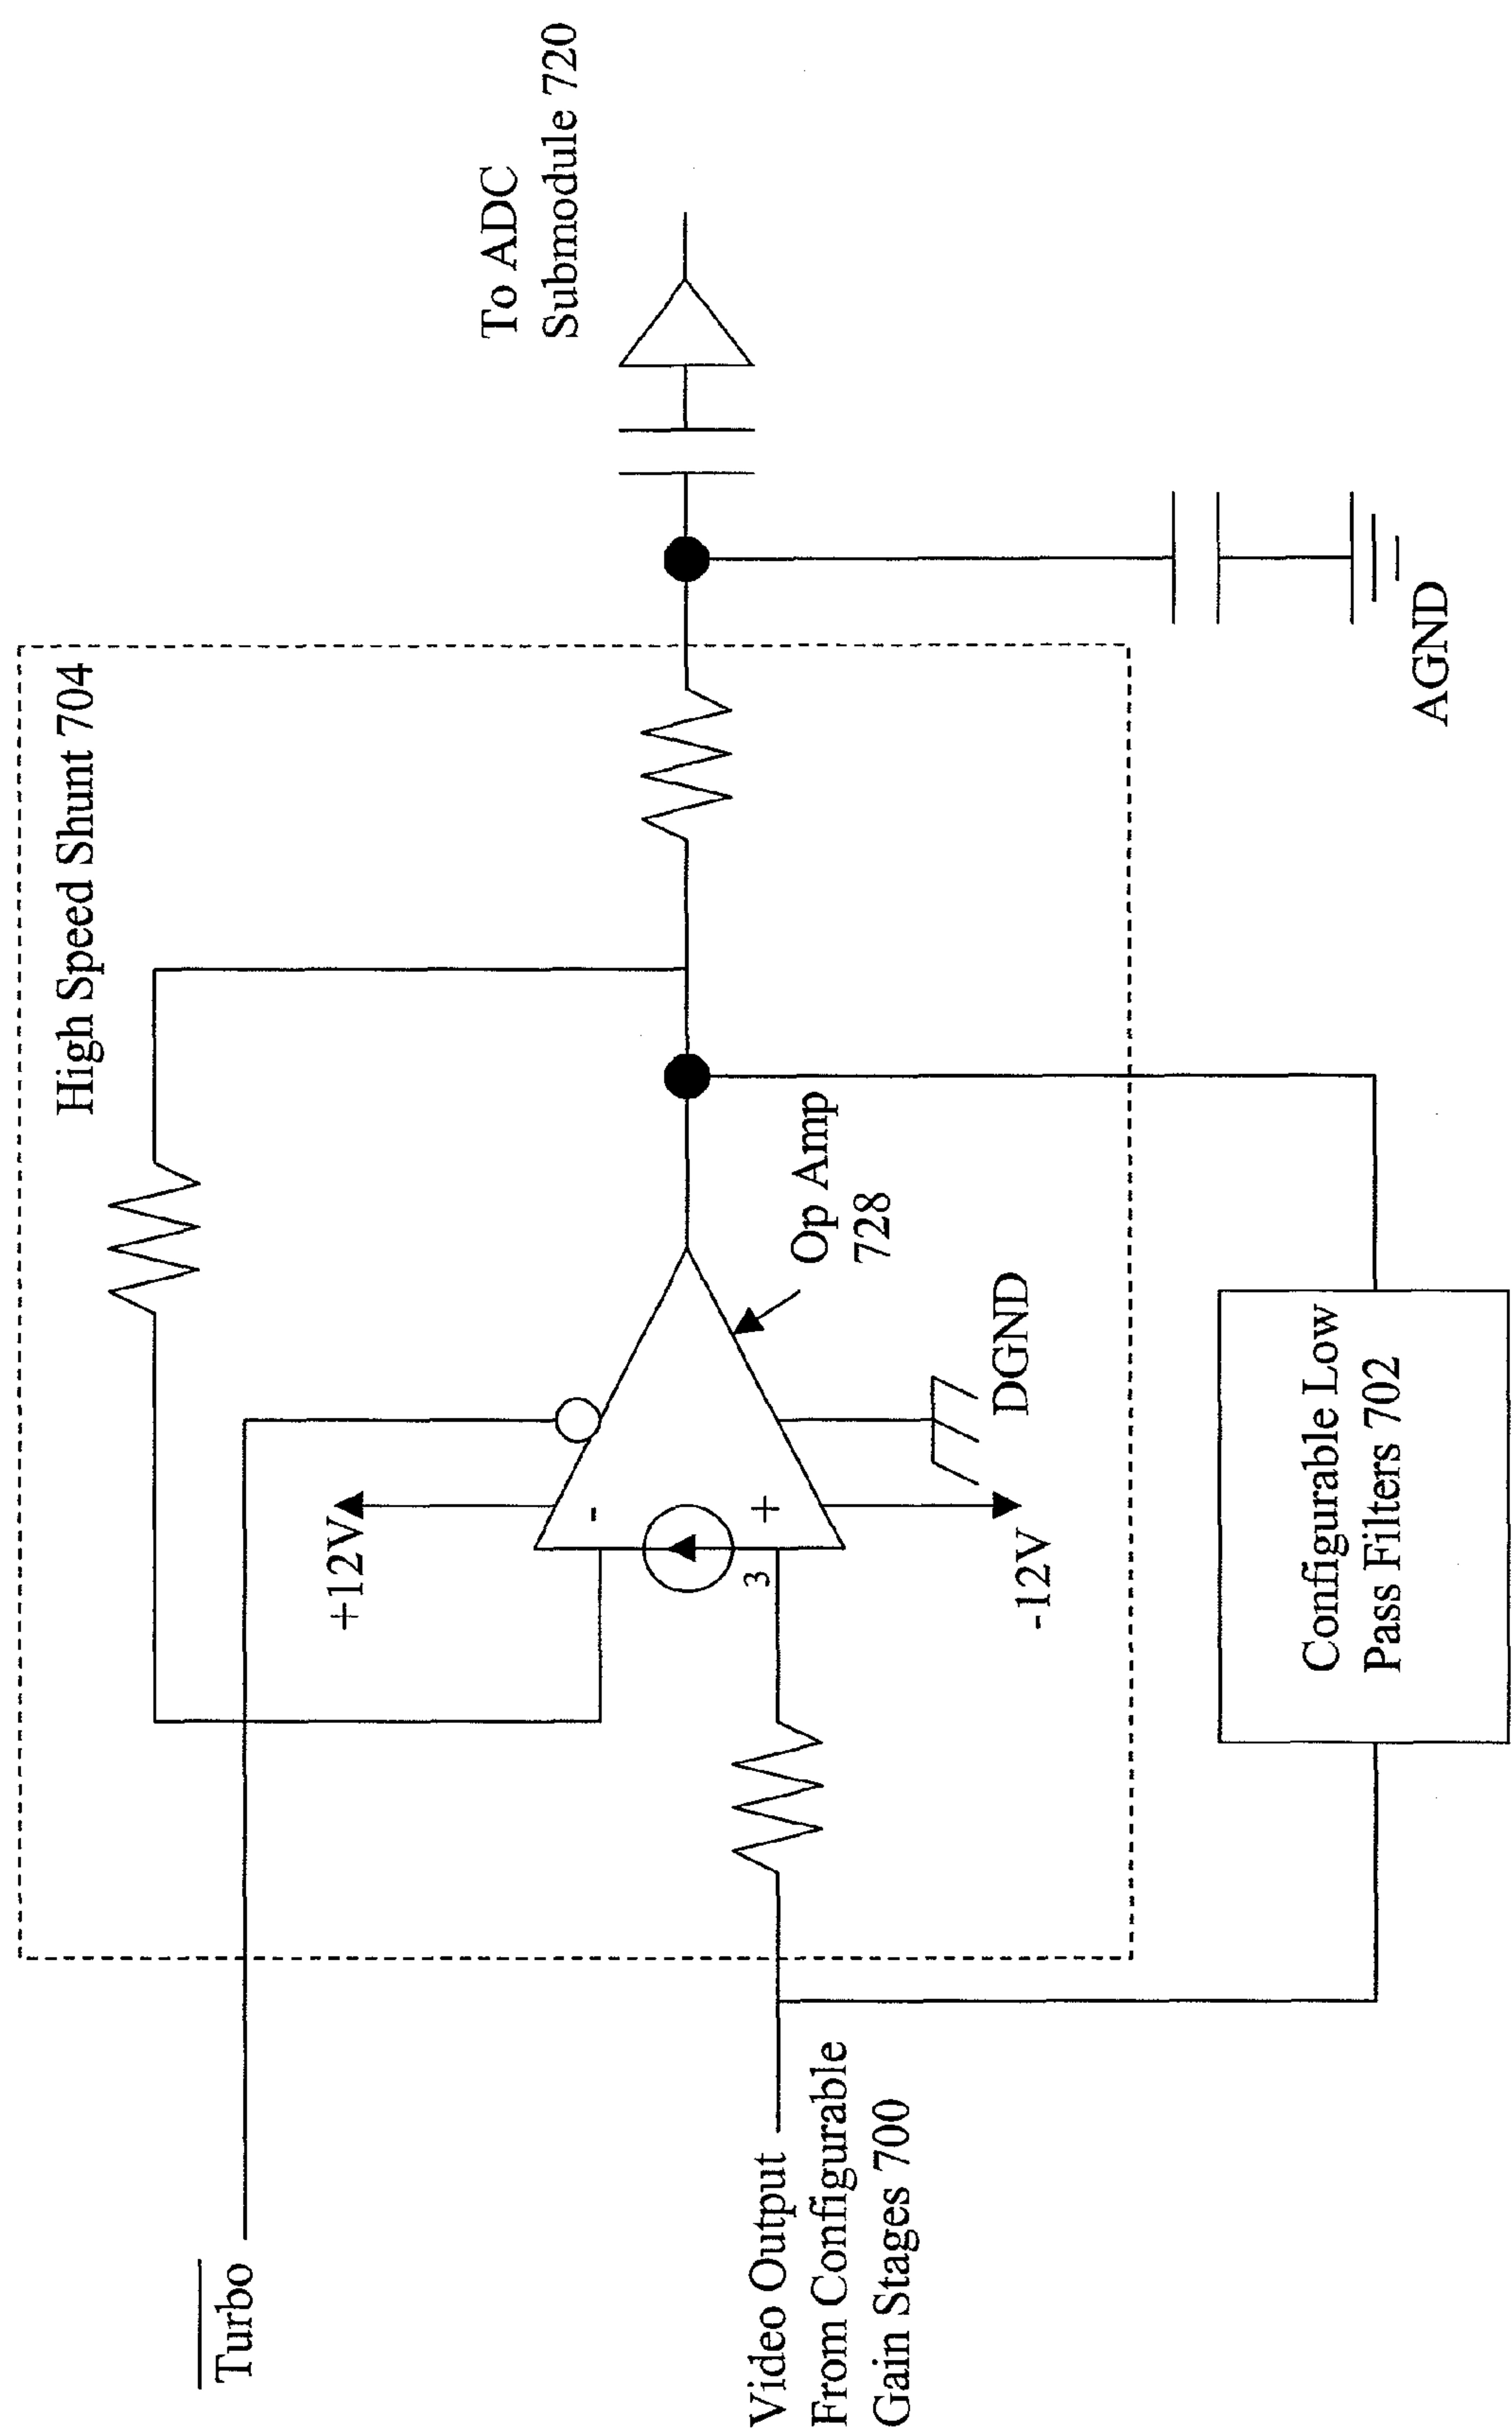 High Speed Shunt 704
Turbo
+12V
-
+
3
-12V
DGND
Op Amp
728
To ADC
Submodule 720
AGND
Video Output
From Configurable
Gain Stages 700
Configurable Low
Pass Filters 702